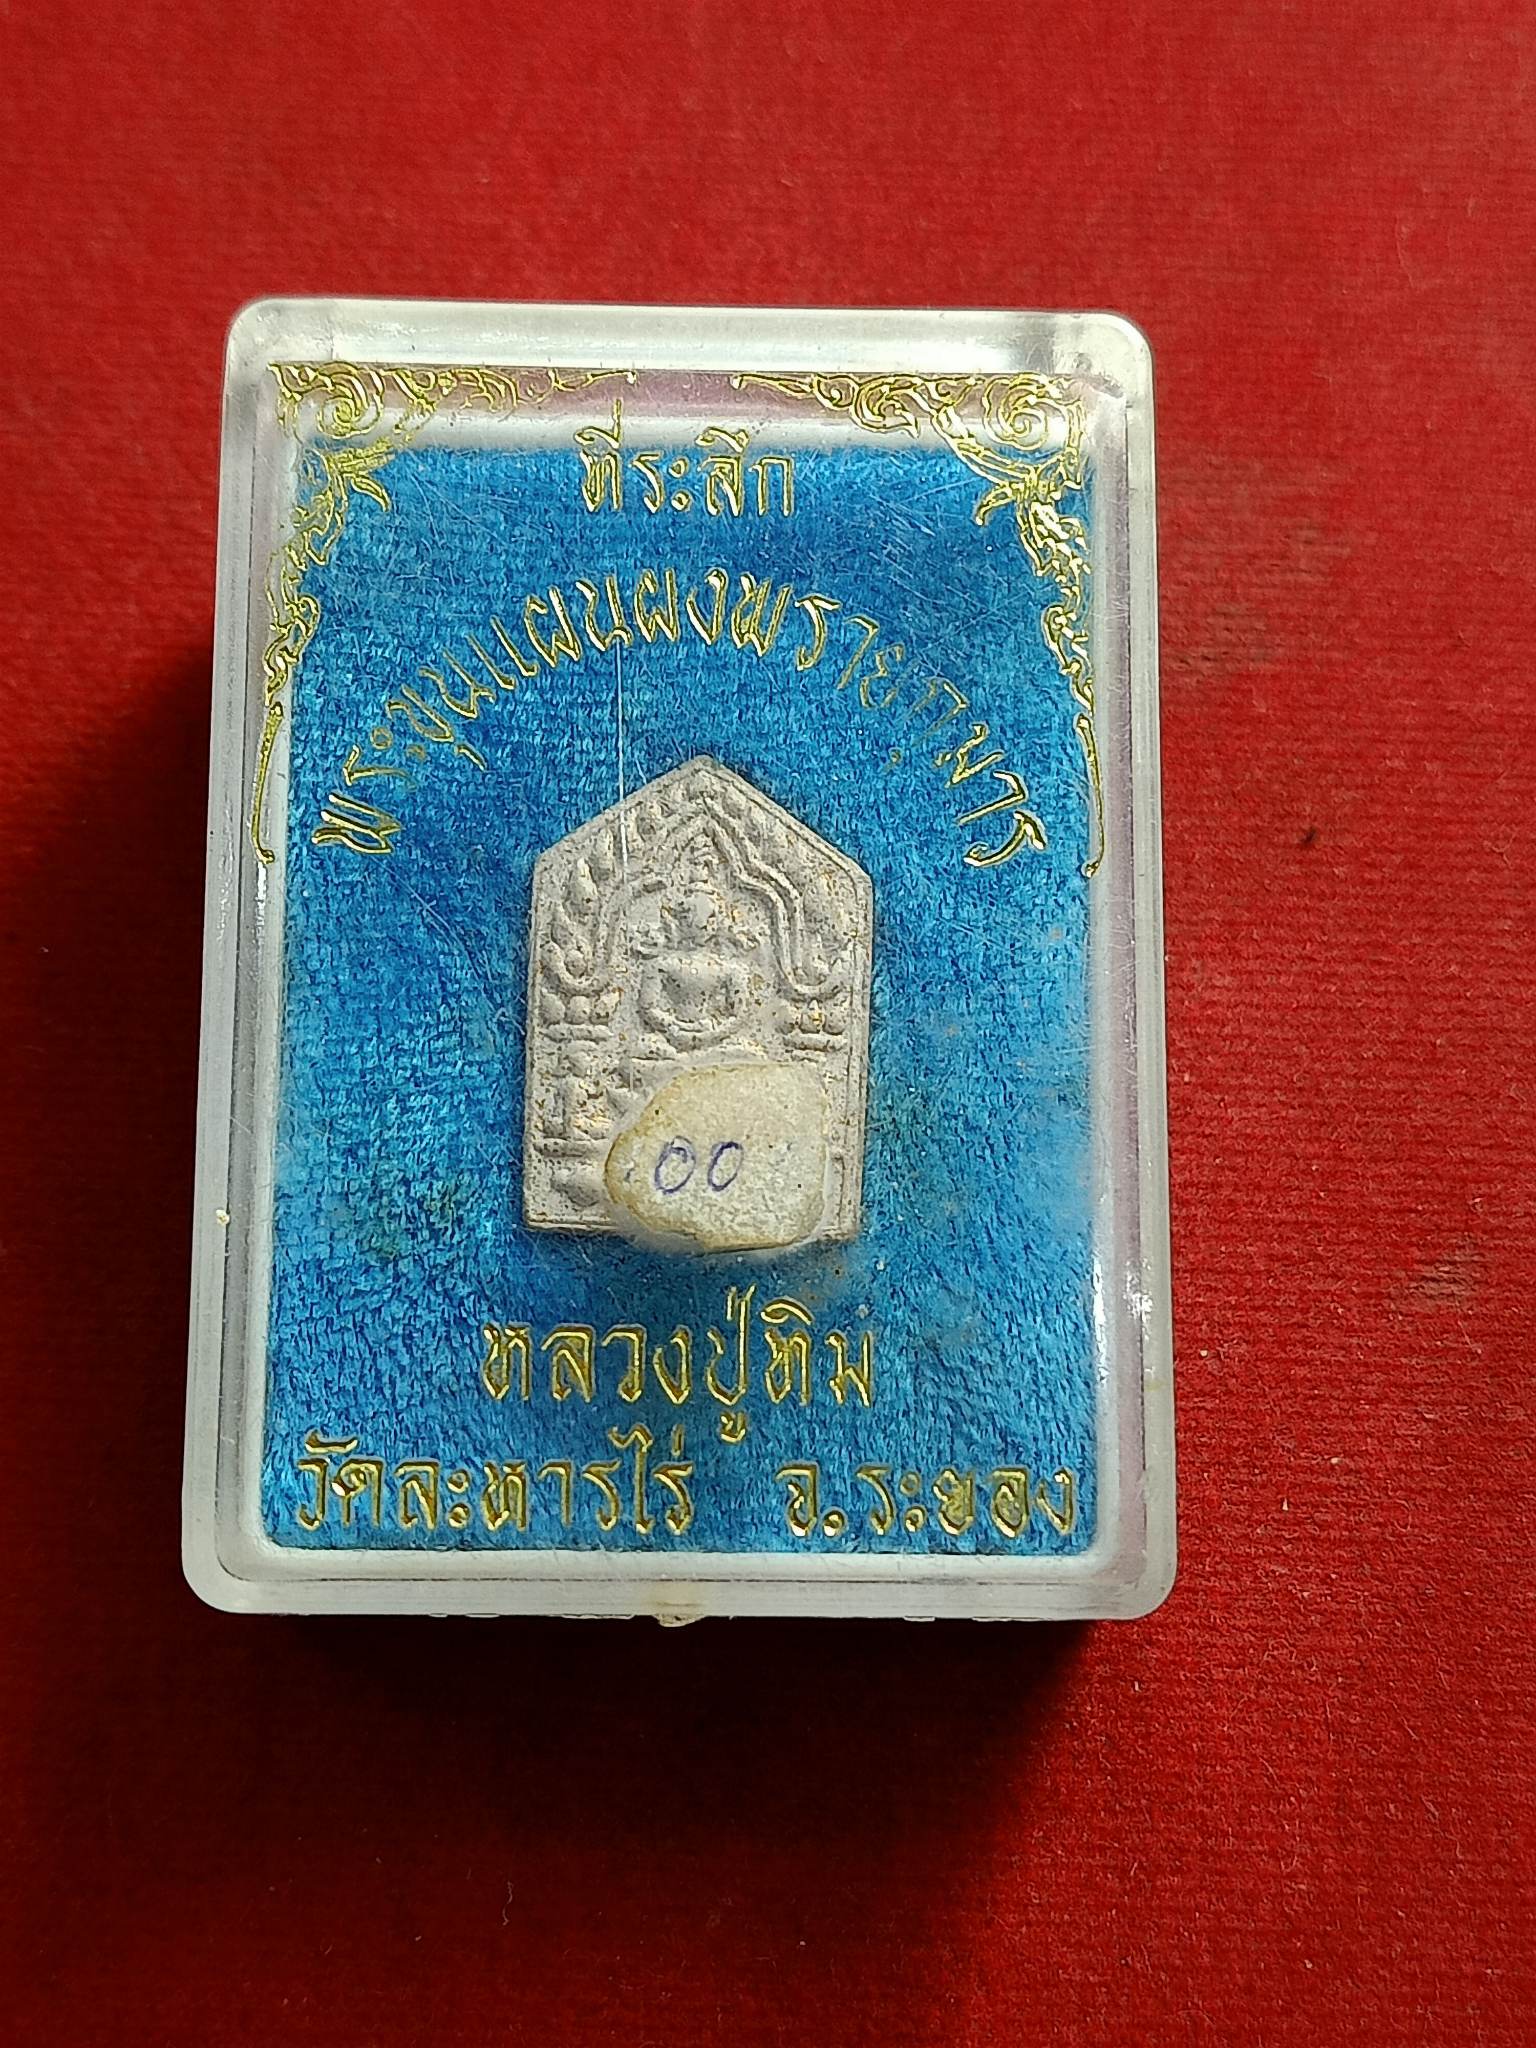 ที่ระลึก
พระขุนแผนผงพรายกุมาร
00
หลวงปู่ทิม
วัดละหารไร่ จ.ระยอง